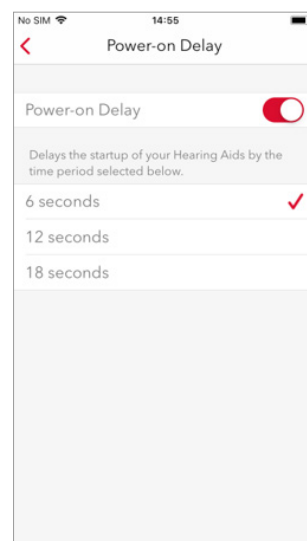 No SIM 14:55
Power-on Delay
Power-on Delay
Delays the startup of your Hearing Aids by the
time period selected below.
6 seconds
12 seconds
18 seconds